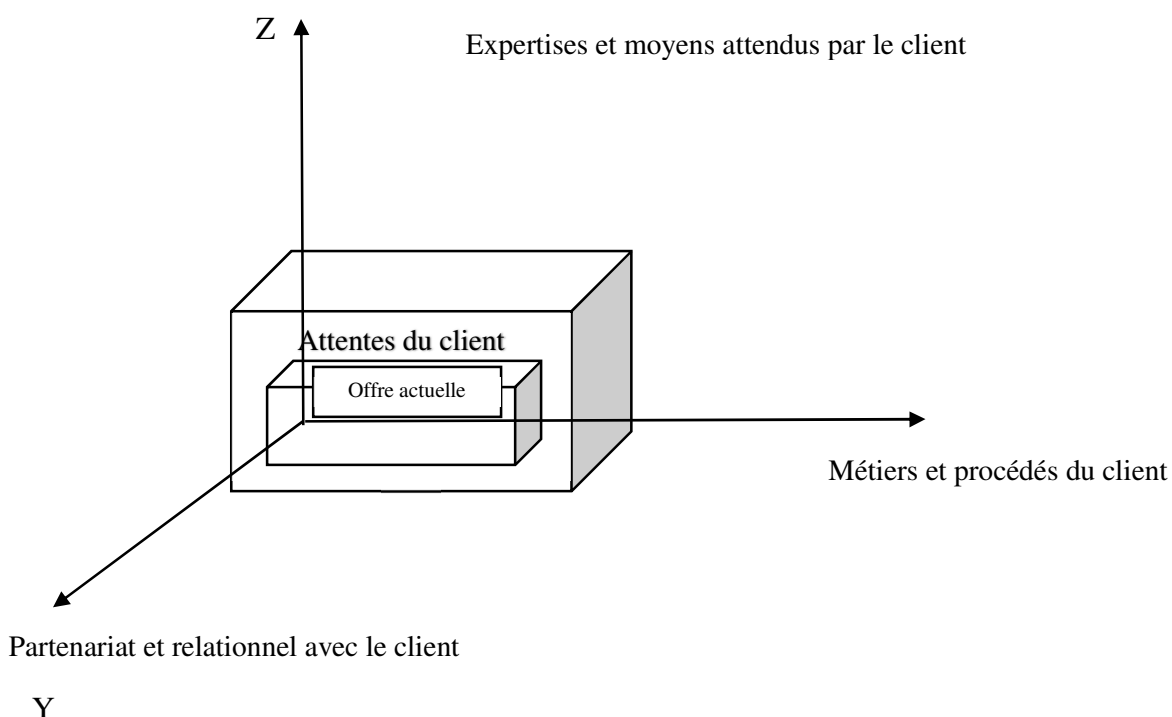 Z
Expertises et moyens attendus par le client
Attentes du client
Offre actuelle
Métiers et procédés du client
Partenariat et relationnel avec le client
Y